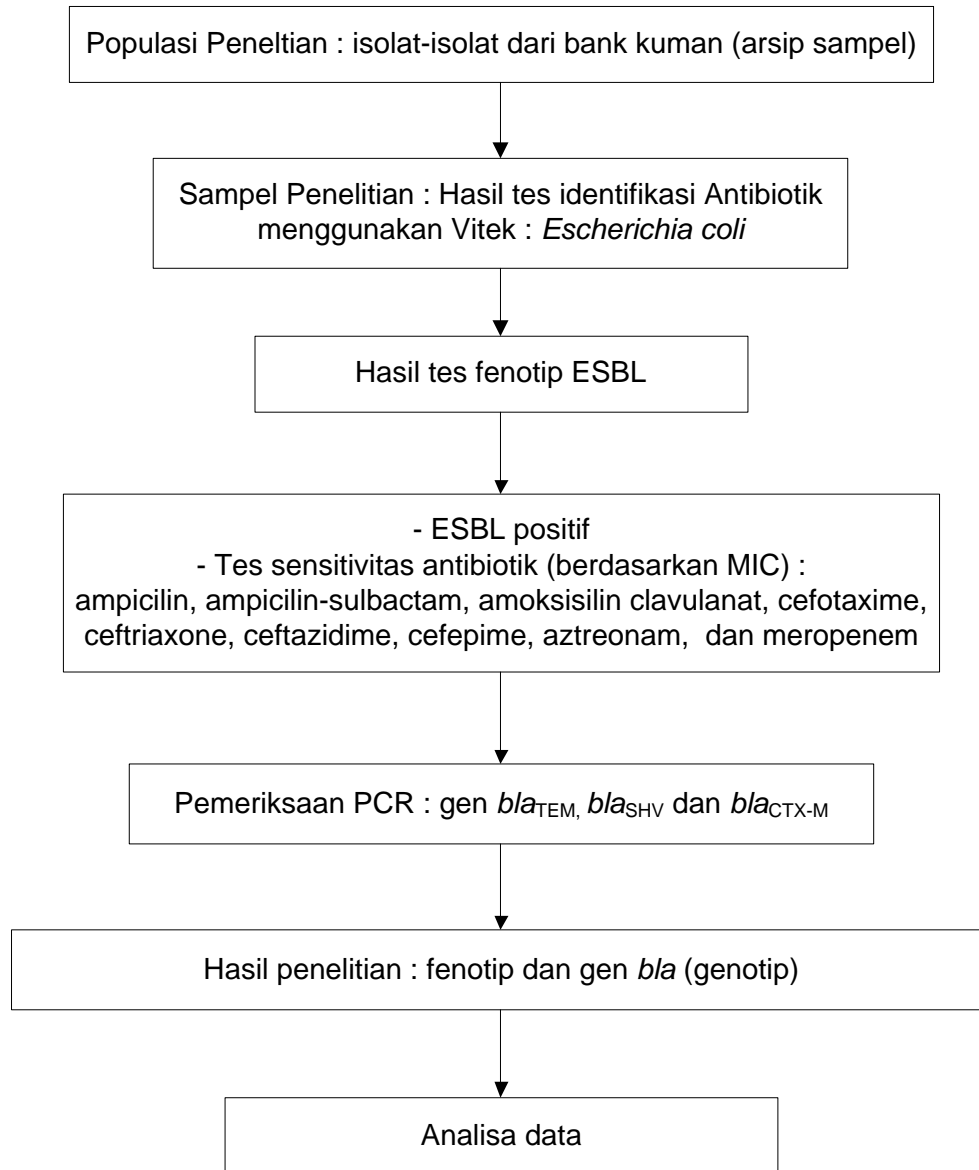 Populasi Peneltian : isolat-isolat dari bank kuman (arsip sampel)
Sampel Penelitian : Hasil tes identifikasi Antibiotik
menggunakan Vitek : Escherichia coli
Hasil tes fenotip ESBL
- ESBL positif
- Tes sensitivitas antibiotik (berdasarkan MIC) :
ampicilin, ampicilin-sulbactam, amoksisilin clavulanat, cefotaxime,
ceftriaxone, ceftazidime, cefepime, aztreonam,  dan meropenem
Pemeriksaan PCR : gen blaTEM, blaSHV dan blaCTX-M
Hasil penelitian : fenotip dan gen bla (genotip)
Analisa data